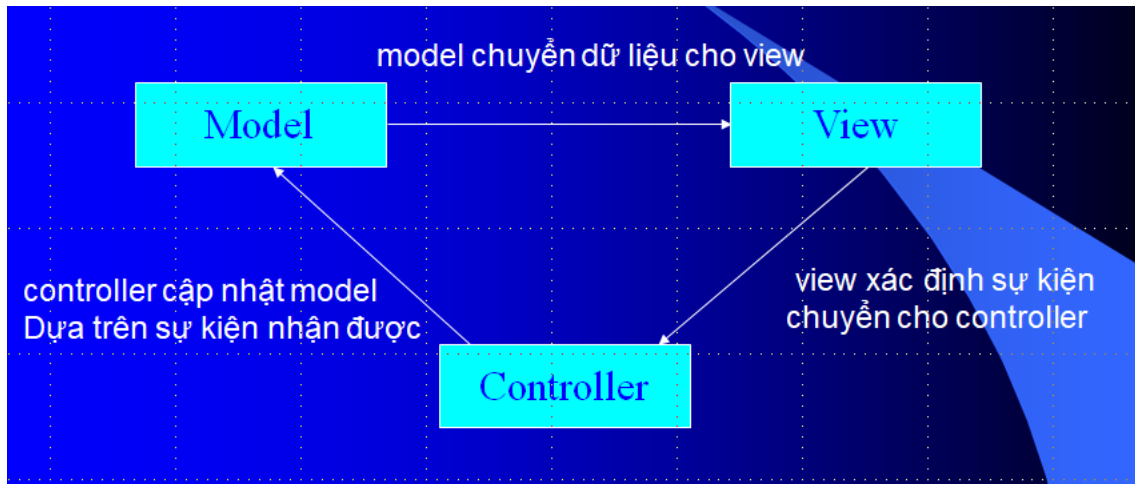 model chuyển dữ liệu cho view
Model
View
controller cập nhật model
Dựa trên sự kiện nhận được
view xác định sự kiện
chuyển cho controller
Controller